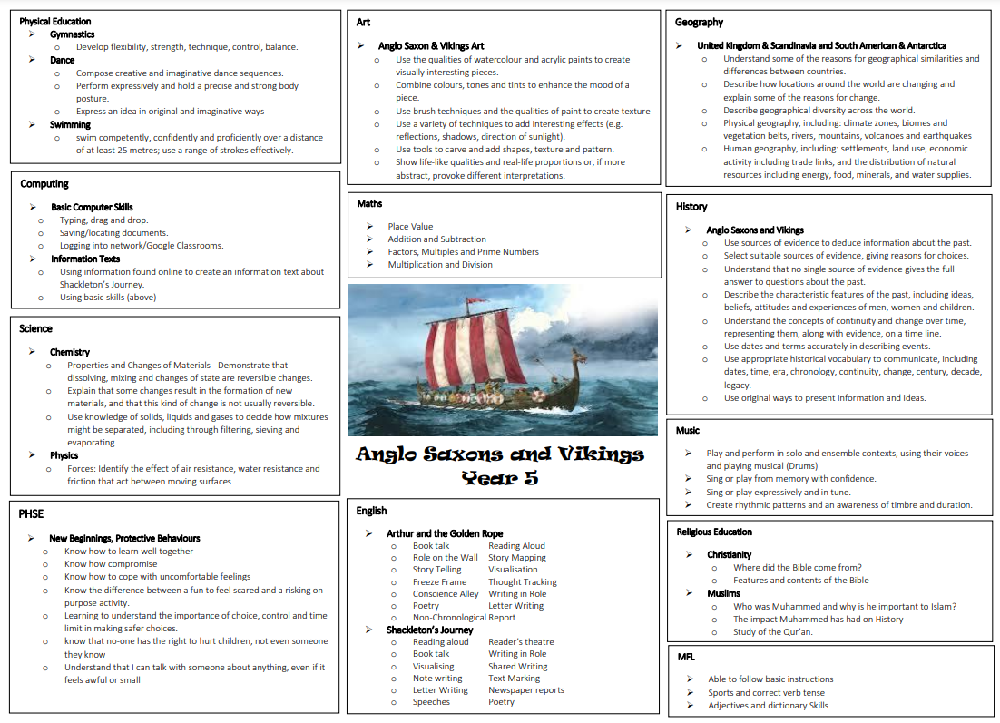 Physical Education
Gymnastics
Develop flexibility, strength, technique, control, balance.
Dance
Compose creative and imaginative dance sequences.
Perform expressively and hold a precise and strong body
posture.
Express an idea in original and imaginative ways
Swimming
swim competently, confidently and proficiently over a distance
of at least 25 metres; use a range of strokes effectively.
Computing
Basic Computer Skills
Typing, drag and drop.
Saving/locating documents.
Logging into network/Google Classrooms.
Information Texts
Using information found online to create an information text about
Shackleton's Journey.
Using basic skills (above)
Science
Chemistry
Properties and Changes of Materials - Demonstrate that
dissolving, mixing and changes of state are reversible changes.
Explain that some changes result in the formation of new
materials, and that this kind of change is not usually reversible.
Use knowledge of solids, liquids and gases to decide how mixtures
might be separated, including through filtering, sieving and
evaporating.
Physics
Forces: Identify the effect of air resistance, water resistance and
friction that act between moving surfaces.
PHSE
New Beginnings, Protective Behaviours
Know how to learn well together
Know how compromise
Know how to cope with uncomfortable feelings
Know the difference between a fun to feel scared and a risking on
purpose activity.
Learning to understand the importance of choice, control and time
limit in making safer choices.
know that no-one has the right to hurt children, not even someone
they know
Understand that I can talk with someone about anything, even if it
feels awful or small
Art
Anglo Saxon & Vikings Art
Use the qualities of watercolour and acrylic paints to create
visually interesting pieces.
Combine colours, tones and tints to enhance the mood of a
piece.
Use brush techniques and the qualities of paint to create texture
Use a variety of techniques to add interesting effects (e.g.
reflections, shadows, direction of sunlight).
Use tools to carve and add shapes, texture and pattern.
Show life-like qualities and real-life proportions or, if more
abstract, provoke different interpretations.
Maths
Place Value
Addition and Subtraction
Factors, Multiples and Prime Numbers
Multiplication and Division
Anglo Saxons and Vikings
Year 5
English
Arthur and the Golden Rope
Book talk Reading Aloud
Role on the Wall Story Mapping
Story Telling Visualisation
Freeze Frame Thought Tracking
Conscience Alley Writing in Role
Poetry Letter Writing
Non-Chronological Report
Shackleton's Journey
Reading aloud Reader's theatre
Book talk Writing in Role
Visualising Shared Writing
Note writing Text Marking
Letter Writing Newspaper reports
Speeches Poetry
Geography
United Kingdom & Scandinavia and South American & Antarctica
Understand some of the reasons for geographical similarities and
differences between countries.
Describe how locations around the world are changing and
explain some of the reasons for change.
Describe geographical diversity across the world.
Physical geography, including: climate zones, biomes and
vegetation belts, rivers, mountains, volcanoes and earthquakes
Human geography, including: settlements, land use, economic
activity including trade links, and the distribution of natural
resources including energy, food, minerals, and water supplies.
History
Anglo Saxons and Vikings
Use sources of evidence to deduce information about the past.
Select suitable sources of evidence, giving reasons for choices.
Understand that no single source of evidence gives the full
answer to questions about the past.
Describe the characteristic features of the past, including ideas,
beliefs, attitudes and experiences of men, women and children.
Understand the concepts of continuity and change over time,
representing them, along with evidence, on a time line.
Use dates and terms accurately in describing events.
Use appropriate historical vocabulary to communicate, including
dates, time, era, chronology, continuity, change, century, decade,
legacy.
Use original ways to present information and ideas.
Music
Play and perform in solo and ensemble contexts, using their voices
and playing musical (Drums)
Sing or play from memory with confidence.
Sing or play expressively and in tune.
Create rhythmic patterns and an awareness of timbre and duration.
Religious Education
Christianity
Where did the Bible come from?
Features and contents of the Bible
Muslims
Who was Muhammed and why is he important to Islam?
The impact Muhammed has had on History
Study of the Qur'an.
MFL
Able to follow basic instructions
Sports and correct verb tense
Adjectives and dictionary Skills